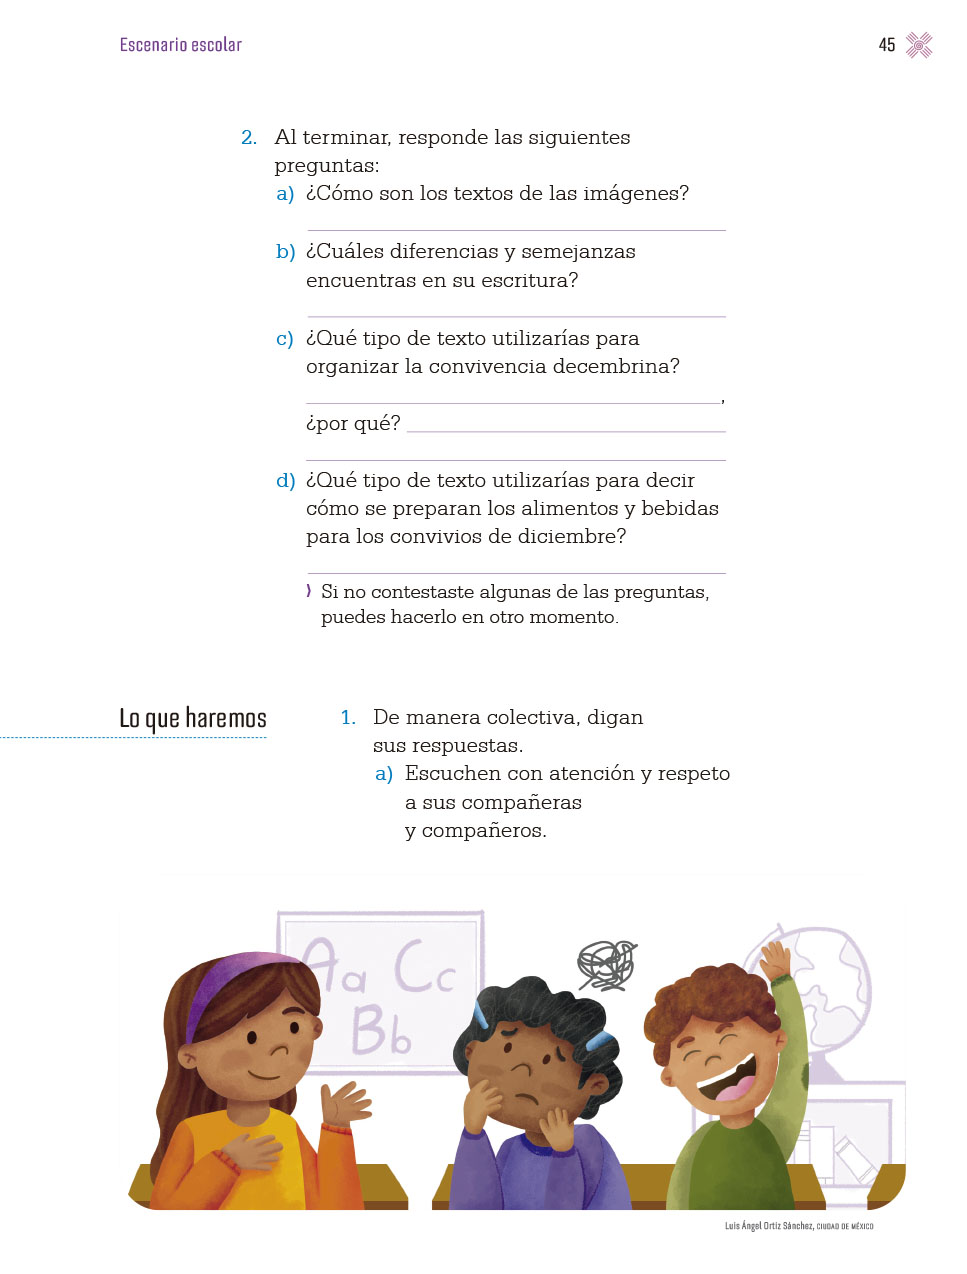 Escenario escolar
45
2. Al terminar, responde las siguientes
preguntas:
a) ¿Cómo son los textos de las imágenes?
b) ¿Cuáles diferencias y semejanzas
encuentras en su escritura?
c) ¿Qué tipo de texto utilizarías para
organizar la convivencia decembrina?
,
¿por qué?
d) ¿Qué tipo de texto utilizarías para decir
cómo se preparan los alimentos y bebidas
para los convivios de diciembre?
⟩ Si no contestaste algunas de las preguntas,
puedes hacerlo en otro momento.
Lo que haremos
1. De manera colectiva, digan
sus respuestas.
a) Escuchen con atención y respeto
a sus compañeras
y compañeros.
Aa Cc
Bb
Luis Ángel Ortiz Sánchez, CIUDAD DE MÉXICO